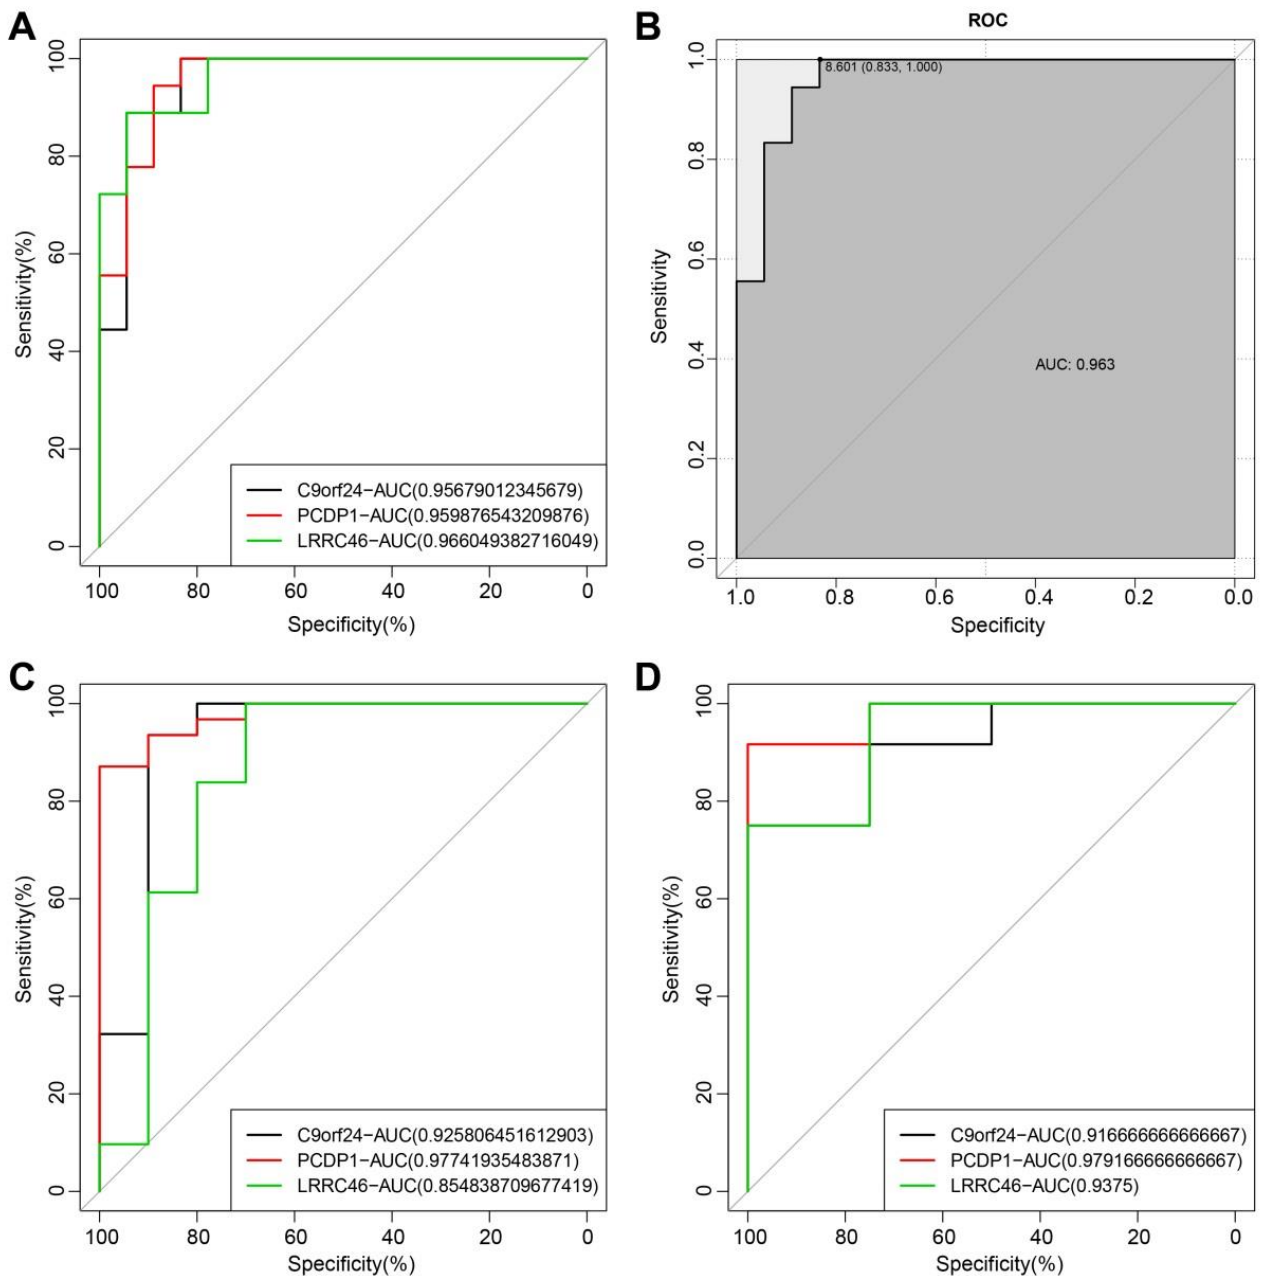 A
100
80
60
40
20
0
Sensitivity(%)
C9orf24-AUC(0.95679012345679)
PCDP1-AUC(0.959876543209876)
LRRC46-AUC(0.966049382716049)
100 80 60 40 20 0
Specificity(%)
B
ROC
1.0
0.8
0.6
0.4
0.2
0.0
Sensitivity
8.601 (0.833, 1.000)
AUC: 0.963
1.0 0.8 0.6 0.4 0.2 0.0
Specificity
C
100
80
60
40
20
0
Sensitivity(%)
C9orf24-AUC(0.925806451612903)
PCDP1-AUC(0.97741935483871)
LRRC46-AUC(0.854838709677419)
100 80 60 40 20 0
Specificity(%)
D
100
80
60
40
20
0
Sensitivity(%)
C9orf24-AUC(0.916666666666667)
PCDP1-AUC(0.979166666666667)
LRRC46-AUC(0.9375)
100 80 60 40 20 0
Specificity(%)